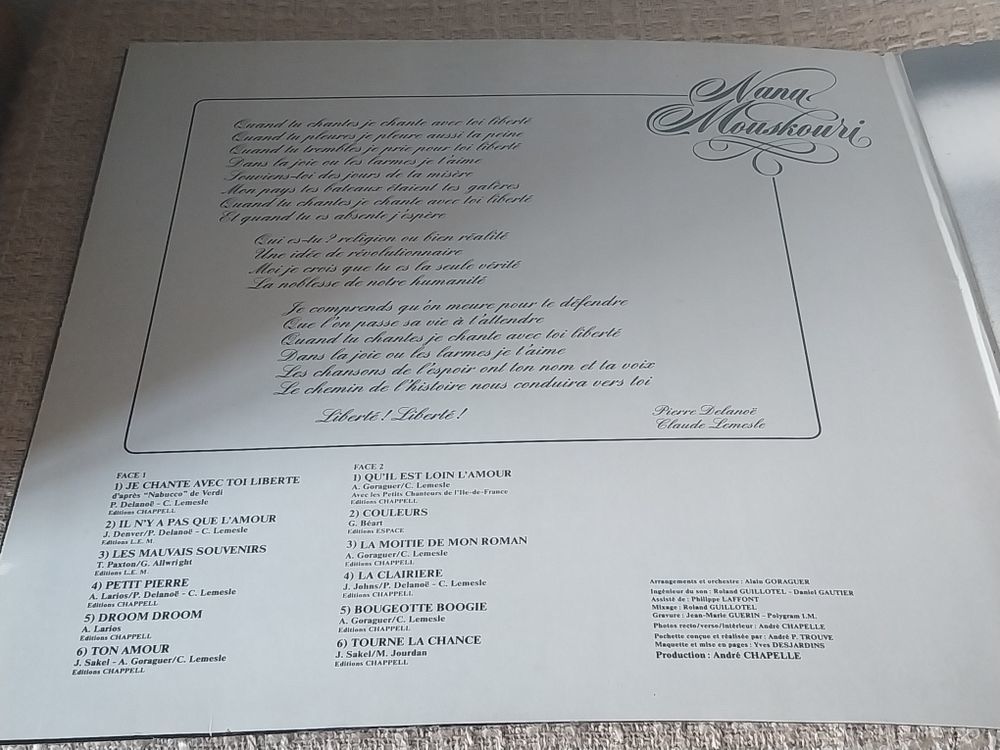 Nana
Mouskouri
Quand tu chantes je chante avec toi liberté
Quand tu pleures je pleure aussi ta peine
Quand tu trembles je prie pour toi liberté
Dans la joie ou les larmes je t'aime
Souviens-toi des jours de ta misère
Mon pays tes bateaux étaient tes galères
Quand tu chantes je chante avec toi liberté
Et quand tu es absente j'espère
Qui es-tu? religion ou bien réalité
Une idée de révolutionnaire
Moi je crois que tu es la seule vérité
La noblesse de notre humanité
Je comprends qu'on meure pour te défendre
Que l'on passe sa vie à t'attendre
Quand tu chantes je chante avec toi liberté
Dans la joie ou les larmes je t'aime
Les chansons de l'espoir ont ton nom et ta voix
Le chemin de l'histoire nous conduira vers toi
Liberté! Liberté!
Pierre Delanoë
Claude Lemesle
FACE 1
1) JE CHANTE AVEC TOI LIBERTE
d'après "Nabucco" de Verdi
P. Delanoë - C. Lemesle
Editions CHAPPELL
2) IL N'Y A PAS QUE L'AMOUR
J. Denver/P. Delanoë - C. Lemesle
Editions L.E. M.
3) LES MAUVAIS SOUVENIRS
T. Paxton/G. Allwright
Editions L.E. M.
4) PETIT PIERRE
A. Larios/P. Delanoë - C. Lemesle
Editions CHAPPELL
5) DROOM DROOM
A. Larios
Editions CHAPPELL
6) TON AMOUR
J. Sakel - A. Goraguer/C. Lemesle
Editions CHAPPELL
FACE 2
1) QU'IL EST LOIN L'AMOUR
A. Goraguer/C. Lemesle
Avec les Petits Chanteurs de l'Ile-de-France
Editions CHAPPELL
2) COULEURS
G. Béart
Editions ESPACE
3) LA MOITIE DE MON ROMAN
A. Goraguer/C. Lemesle
Editions CHAPPELL
4) LA CLAIRIERE
J. Johns/P. Delanoë - C. Lemesle
Editions CHAPPELL
5) BOUGEOTTE BOOGIE
A. Goraguer/C. Lemesle
Editions CHAPPELL
6) TOURNE LA CHANCE
J. Sakel/M. Jourdan
Editions CHAPPELL
Arrangements et orchestre : Alain GORAGUER
Ingénieur du son : Roland GUILLOTEL - Daniel GAUTIER
Assisté de : Philippe LAFFONT
Mixage : Roland GUILLOTEL
Gravure : Jean-Marie GUERIN - Polygram I.M.
Photos recto/verso/intérieur : André CHAPELLE
Pochette conçue et réalisée par : André P. TROUVE
Maquette et mise en pages : Yves DESJARDINS
Production : André CHAPELLE